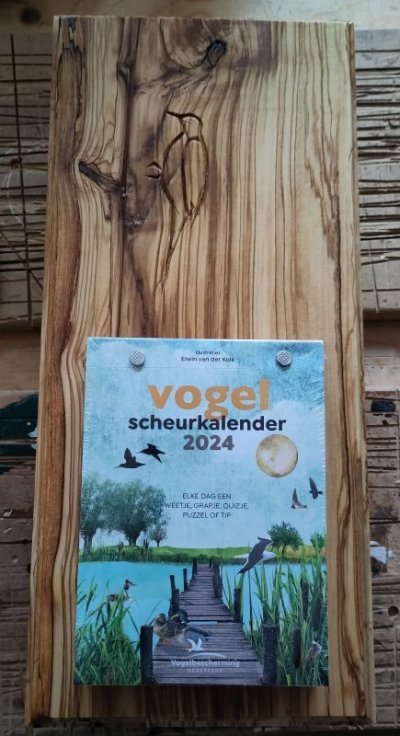 Illustraties
Elwin van der Kolk
vogel
scheurkalender
2024
ELKE DAG EEN
WEETJE, GRAPJE, QUIZJE,
PUZZEL OF TIP
Vogelbescherming
NEDERLAND